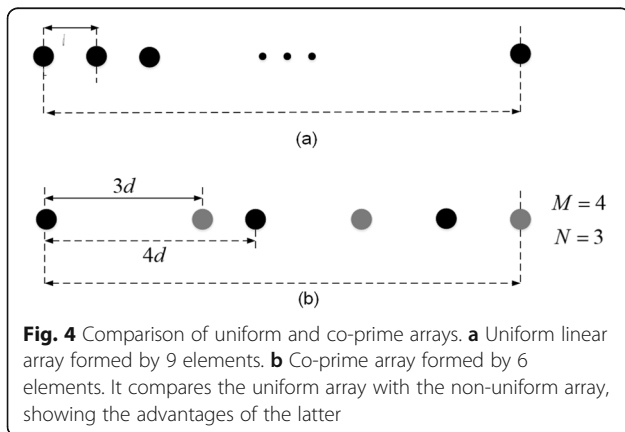 (a)
3d
4d
M = 4
N = 3
(b)
Fig. 4 Comparison of uniform and co-prime arrays. a Uniform linear
array formed by 9 elements. b Co-prime array formed by 6
elements. It compares the uniform array with the non-uniform array,
showing the advantages of the latter